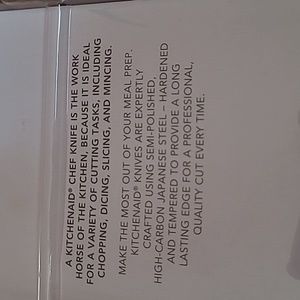 A KITCHENAID® CHEF KNIFE IS THE WORK
HORSE OF THE KITCHEN, BECAUSE IT IS IDEAL
FOR A VARIETY OF CUTTING TASKS, INCLUDING
CHOPPING, DICING, SLICING, AND MINCING.
MAKE THE MOST OUT OF YOUR MEAL PREP.
KITCHENAID® KNIVES ARE EXPERTLY
CRAFTED USING SEMI-POLISHED,
HIGH-CARBON JAPANESE STEEL – HARDENED
AND TEMPERED TO PROVIDE A LONG
LASTING EDGE FOR A PROFESSIONAL,
QUALITY CUT EVERY TIME.